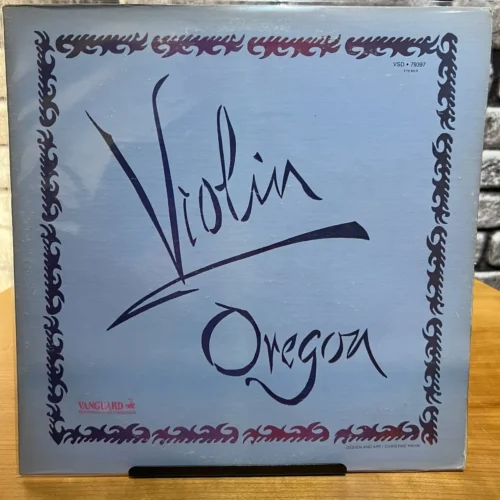 VSD • 79397
STEREO
Violin
Oregon
VANGUARD